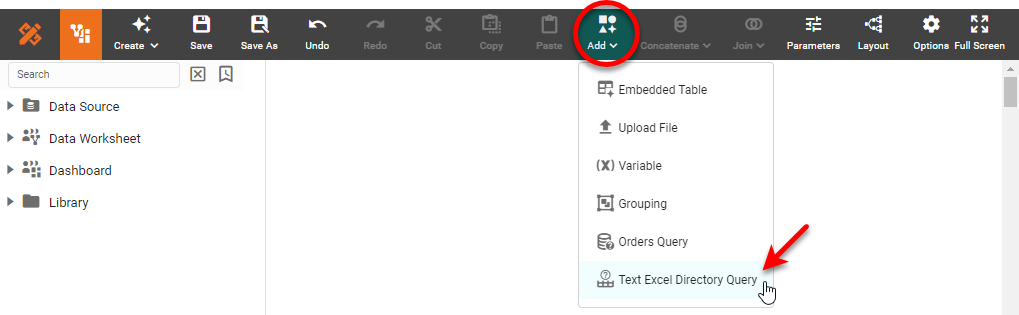 Create
Save
Save As
Undo
Redo
Cut
Copy
Paste
Add
Concatenate
Join
Parameters
Layout
Options
Full Screen
Search
Data Source
Data Worksheet
Dashboard
Library
Embedded Table
Upload File
(X) Variable
Grouping
Orders Query
Text Excel Directory Query